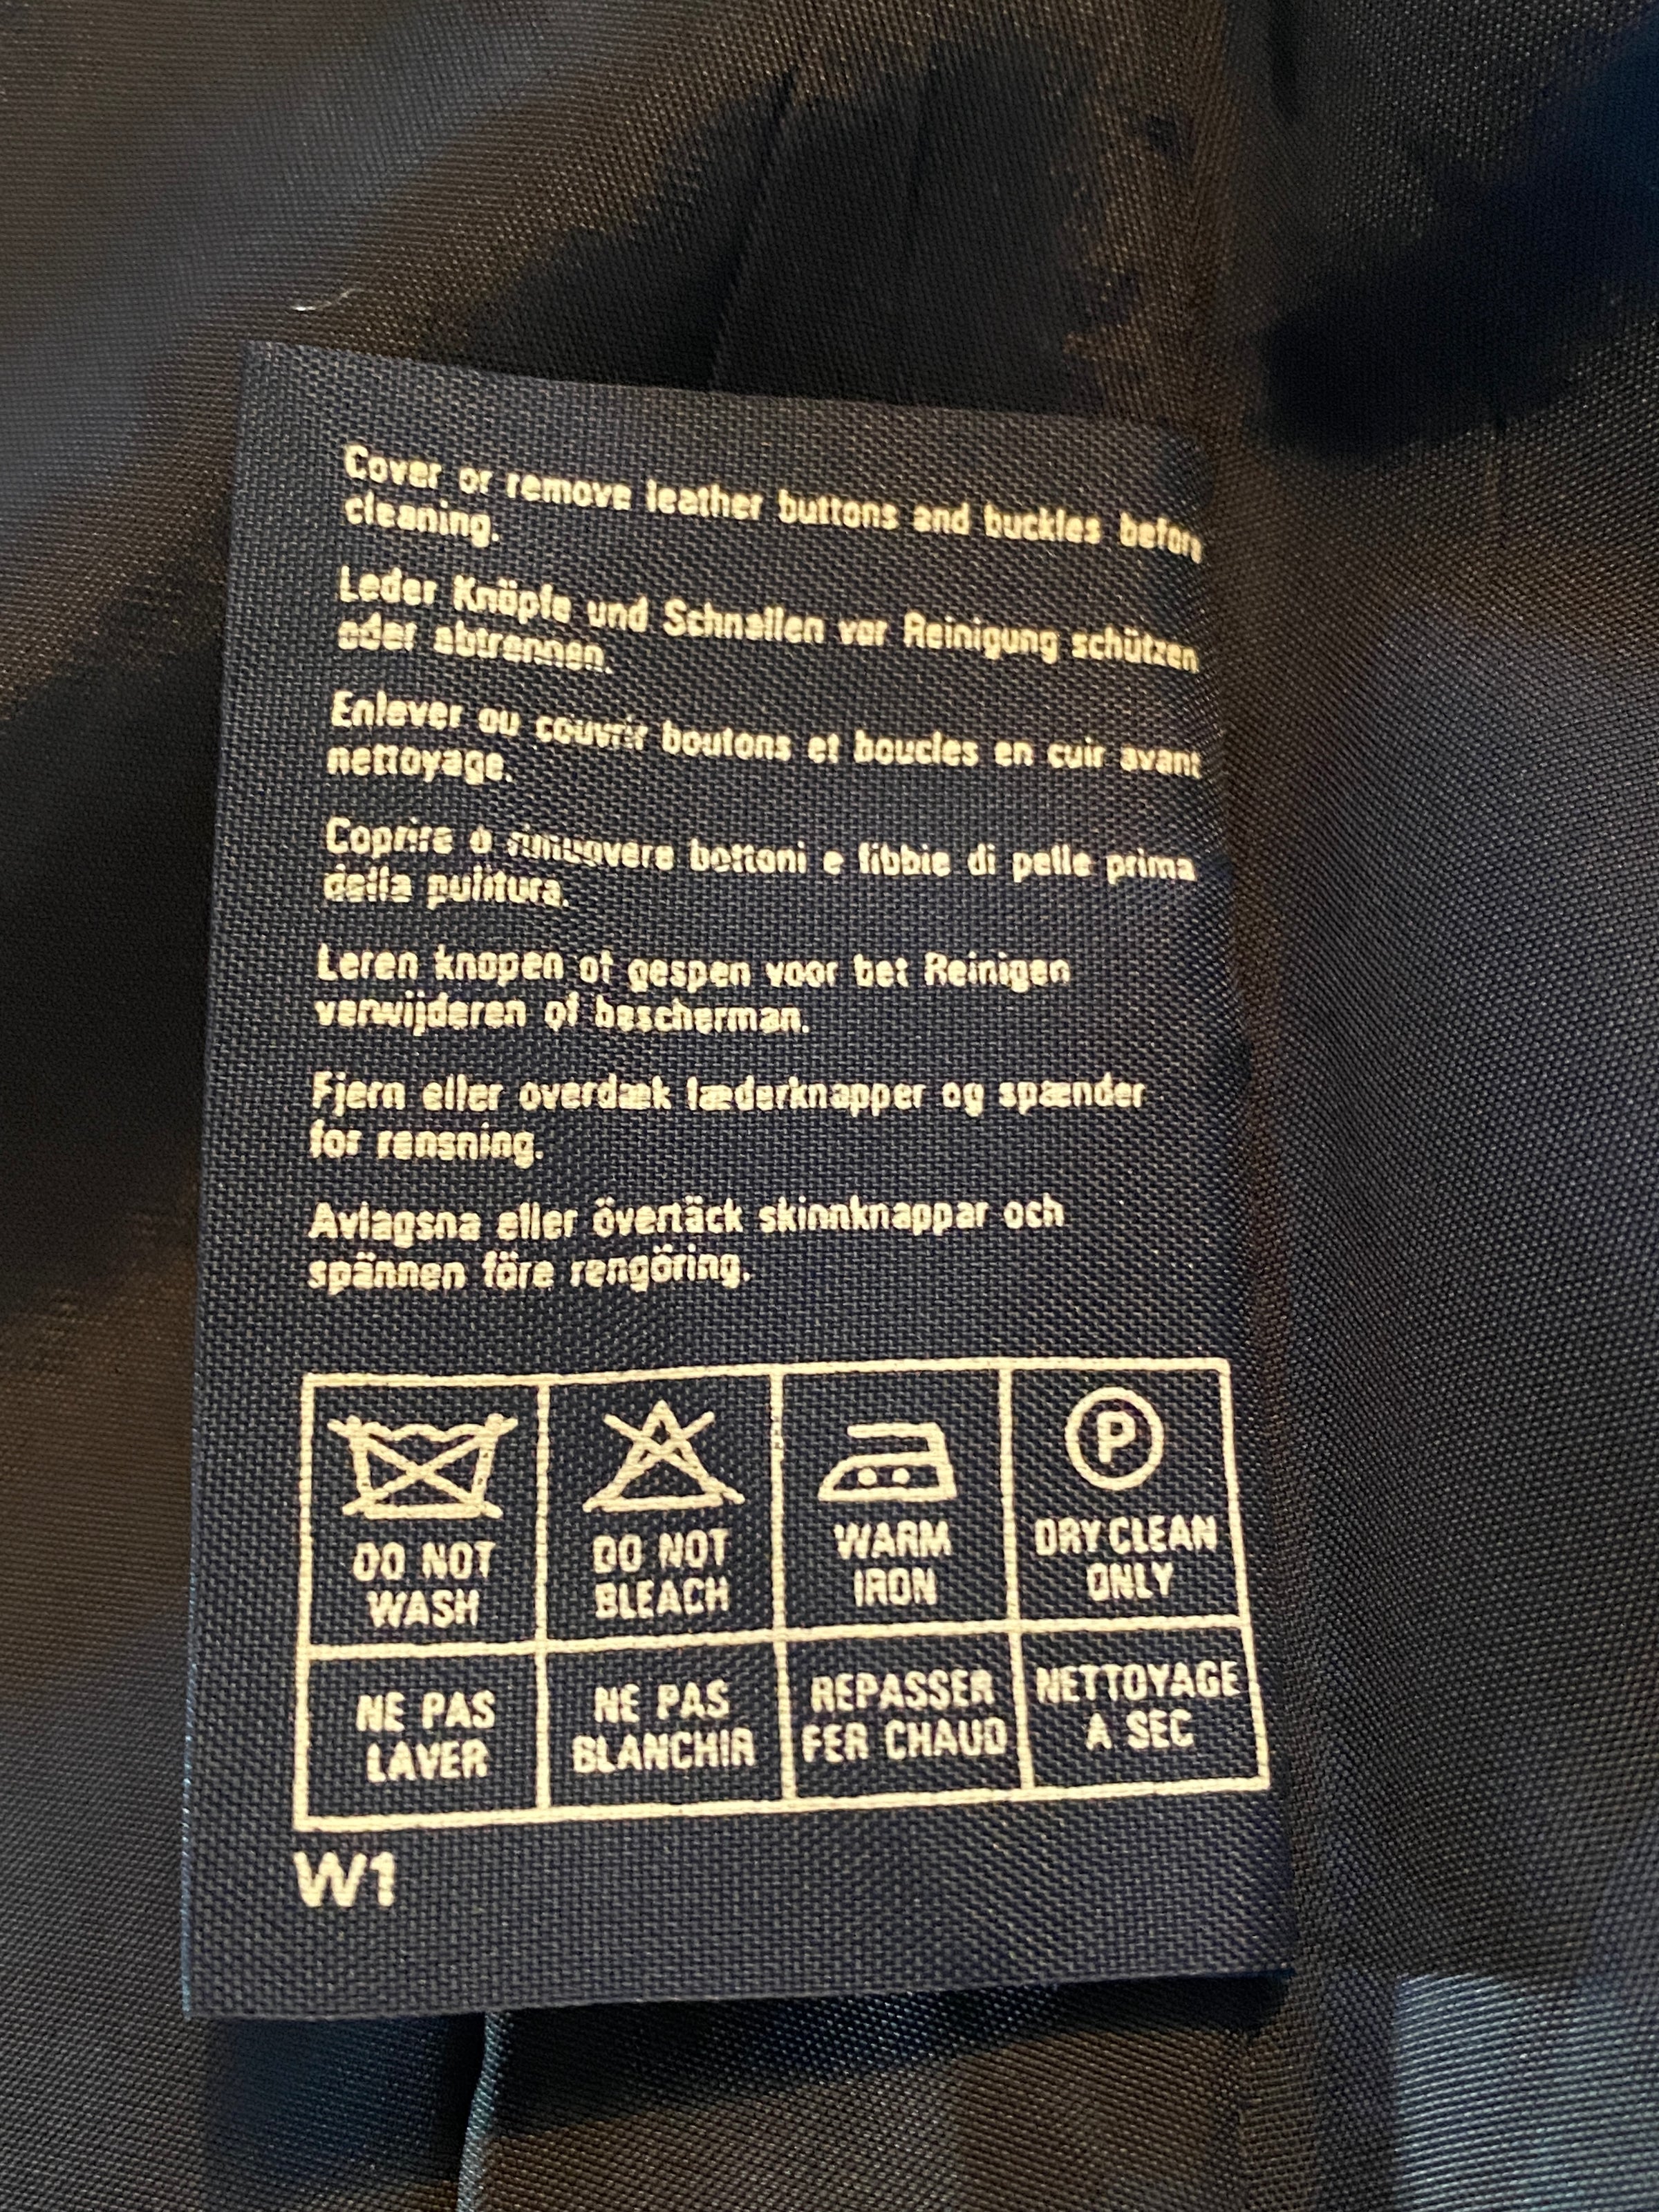 Cover or remove leather buttons and buckles before
cleaning.
Leder Knöpfe und Schnallen vor Reinigung schützen
oder abtrennen.
Enlever ou couvrir boutons et boucles en cuir avant
nettoyage.
Coprire o rimuovere bottoni e fibbie di pelle prima
della pulitura.
Leren knopen of gespen voor bet Reinigen
verwijderen of bescherman.
Fjern eller overdæk læderknapper og spænder
for rensning.
Avlagsna eller övertäck skinnknappar och
spännen före rengöring.
DO NOT
WASH
DO NOT
BLEACH
WARM
IRON
P
DRY CLEAN
ONLY
NE PAS
LAVER
NE PAS
BLANCHIR
REPASSER
FER CHAUD
NETTOYAGE
A SEC
W1